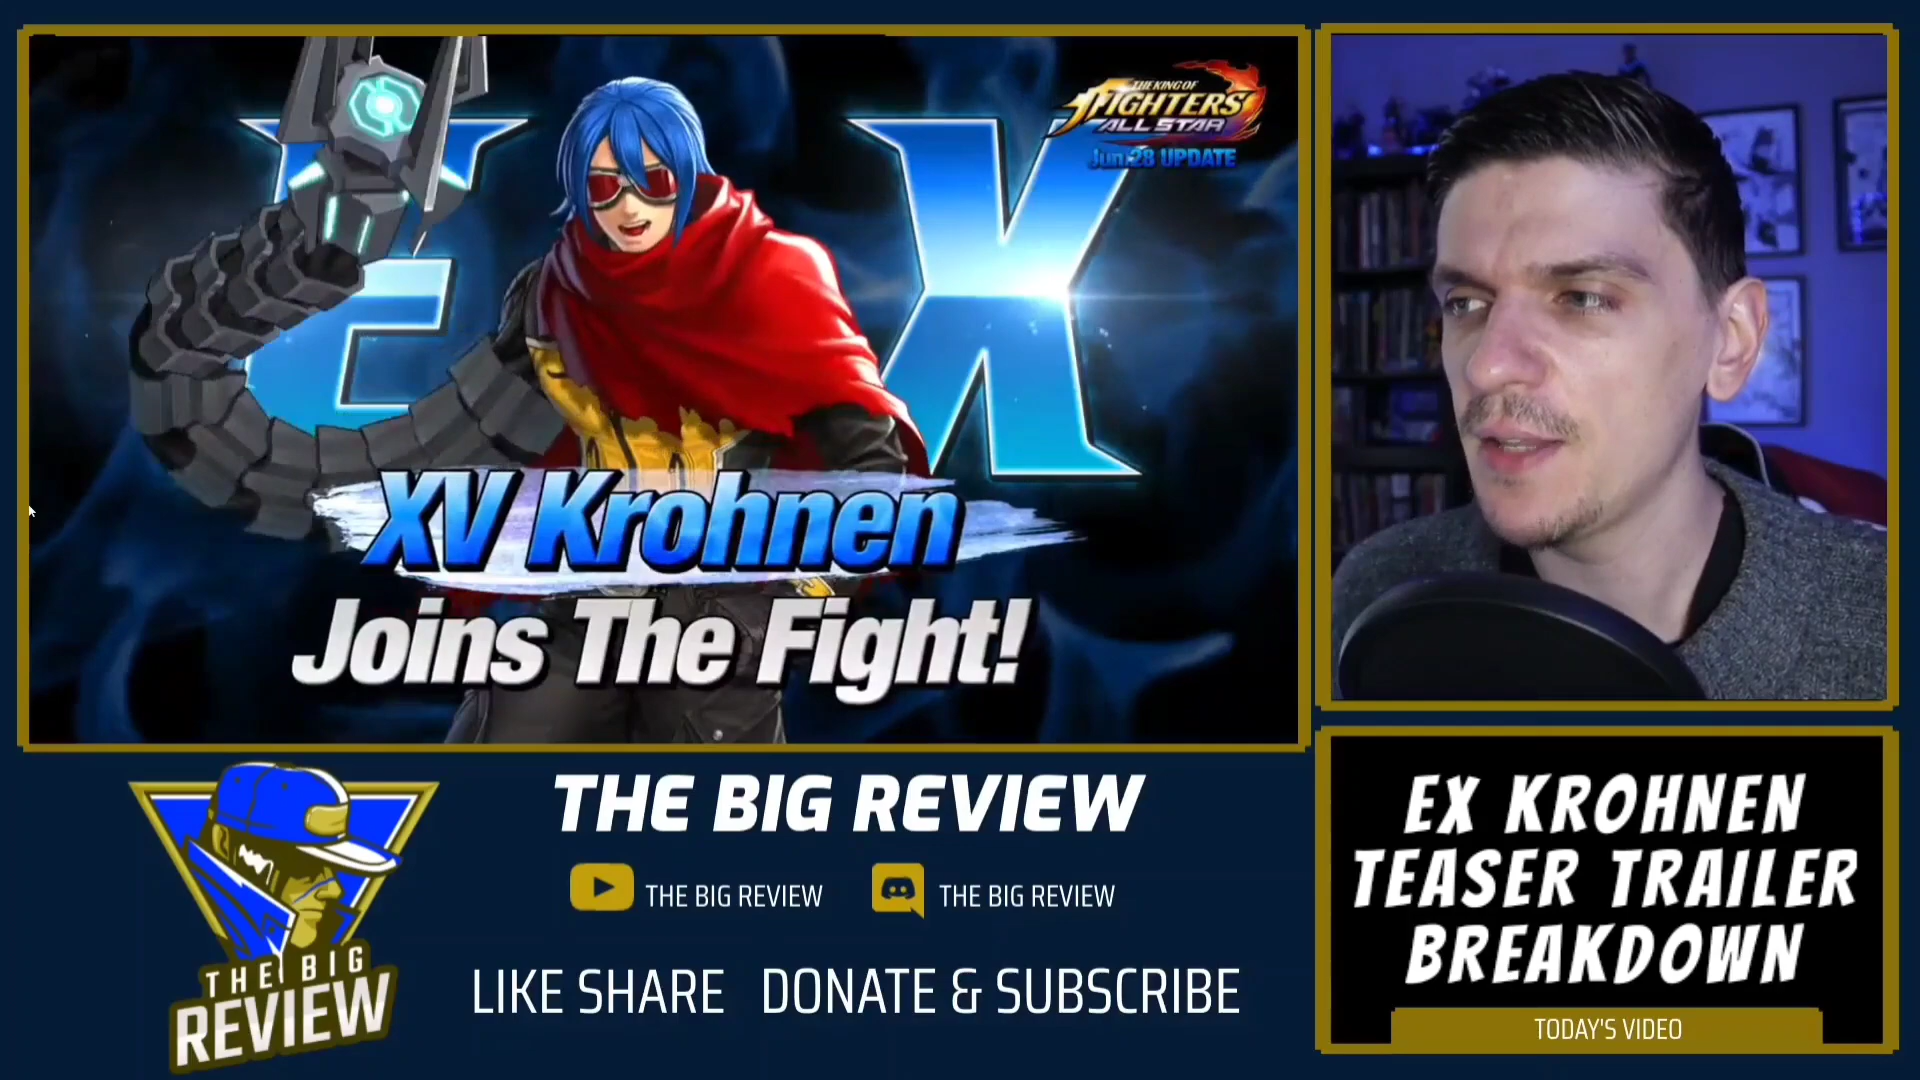 EX
THE KING OF
FIGHTERS
ALL STAR
Jun.28 UPDATE
XV Krohnen
Joins The Fight!
THE BIG
REVIEW
THE BIG REVIEW
THE BIG REVIEW
THE BIG REVIEW
LIKE SHARE DONATE & SUBSCRIBE
EX KROHNEN
TEASER TRAILER
BREAKDOWN
TODAY'S VIDEO